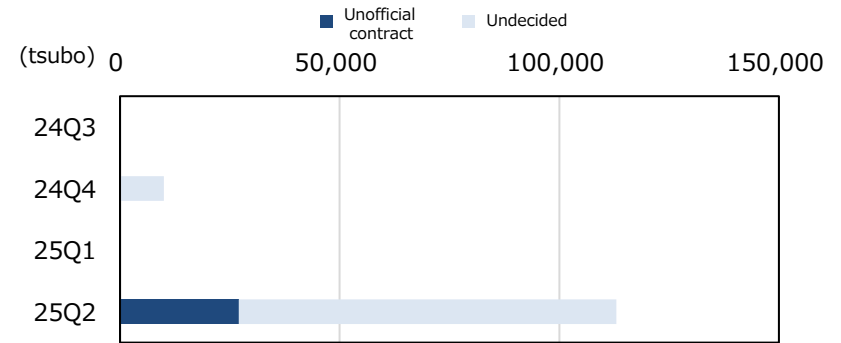 Unofficial
contract
Undecided
(tsubo) 0 50,000 100,000 150,000
24Q3
24Q4
25Q1
25Q2